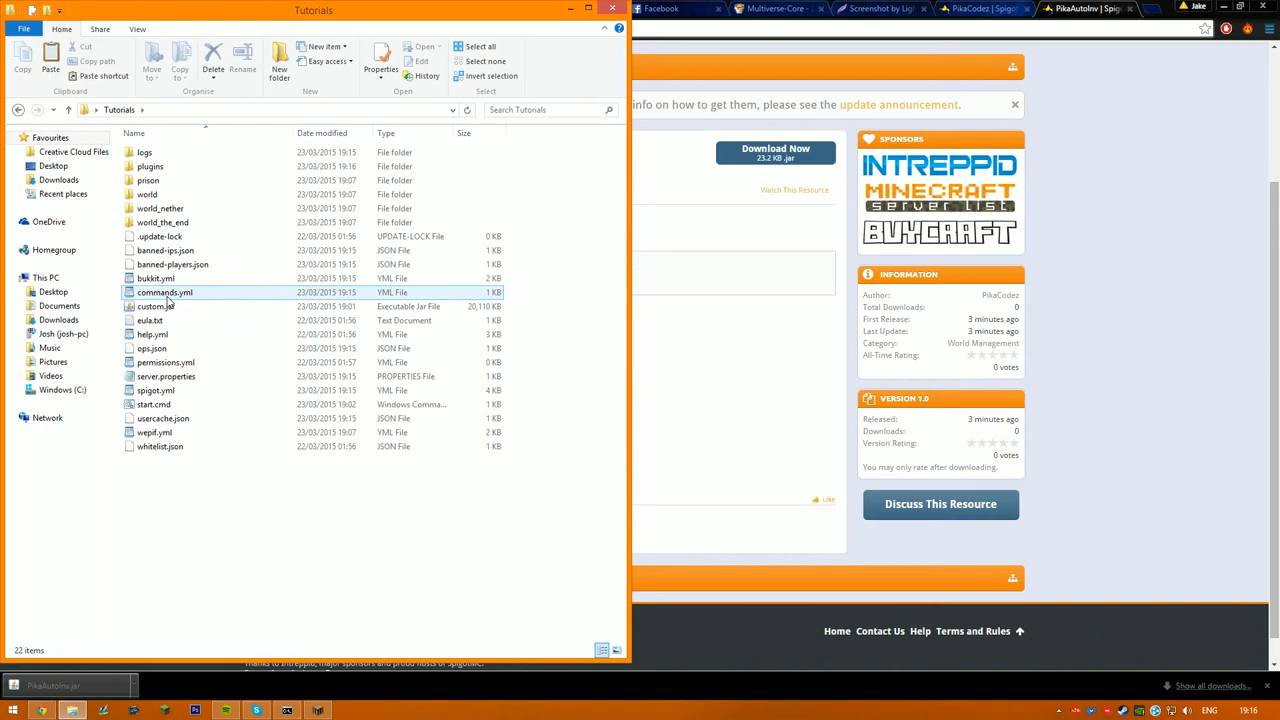 Tutorials
File Home Share View
Copy
Paste
Cut
Copy path
Paste shortcut
Clipboard
Move to
Copy to
Delete
Rename
Organise
New folder
New item
Easy access
New
Properties
Open
Edit
History
Open
Select all
Select none
Invert selection
Select
Tutorials
Search Tutorials
Favourites
Creative Cloud Files
Desktop
Downloads
Recent places
OneDrive
Homegroup
This PC
Desktop
Documents
Downloads
Josh (josh-pc)
Music
Pictures
Videos
Windows (C:)
Network
Name Date modified Type Size
logs 23/03/2015 19:15 File folder
plugins 23/03/2015 19:16 File folder
prison 23/03/2015 19:07 File folder
world 23/03/2015 19:07 File folder
world_nether 23/03/2015 19:07 File folder
world_the_end 23/03/2015 19:07 File folder
.update-lock 22/03/2015 01:56 UPDATE-LOCK File 0 KB
banned-ips.json 23/03/2015 19:15 JSON File 1 KB
banned-players.json 23/03/2015 19:15 JSON File 1 KB
bukkit.yml 23/03/2015 19:15 YML File 2 KB
commands.yml 23/03/2015 19:15 YML File 1 KB
custom.jar 23/03/2015 19:01 Executable Jar File 20,110 KB
eula.txt 22/03/2015 01:56 Text Document 1 KB
help.yml 22/03/2015 01:56 YML File 3 KB
ops.json 23/03/2015 19:15 JSON File 1 KB
permissions.yml 22/03/2015 01:57 YML File 0 KB
server.properties 23/03/2015 19:15 PROPERTIES File 1 KB
spigot.yml 23/03/2015 19:15 YML File 4 KB
start.cmd 23/03/2015 19:02 Windows Comma... 1 KB
usercache.json 23/03/2015 19:15 JSON File 1 KB
wepif.yml 23/03/2015 19:07 YML File 2 KB
whitelist.json 22/03/2015 01:56 JSON File 1 KB
22 items
Facebook
Multiverse-Core -
Screenshot by Ligh
PikaCodez | Spigot
PikaAutoInv | Spig
Jake
info on how to get them, please see the update announcement.
Download Now
23.2 KB .jar
Watch This Resource
Like
SPONSORS
INTREPPID
MINECRAFT
server list
BUYCRAFT
INFORMATION
Author: PikaCodez
Total Downloads: 0
First Release: 3 minutes ago
Last Update: 3 minutes ago
Category: World Management
All-Time Rating:
0 votes
VERSION 1.0
Released: 3 minutes ago
Downloads: 0
Version Rating:
0 votes
You may only rate after downloading.
Discuss This Resource
Home Contact Us Help Terms and Rules
Thanks to Intreppid, major sponsors and proud hosts of SpigotMC.
PikaAutoInv.jar
Show all downloads...
ENG
19:16